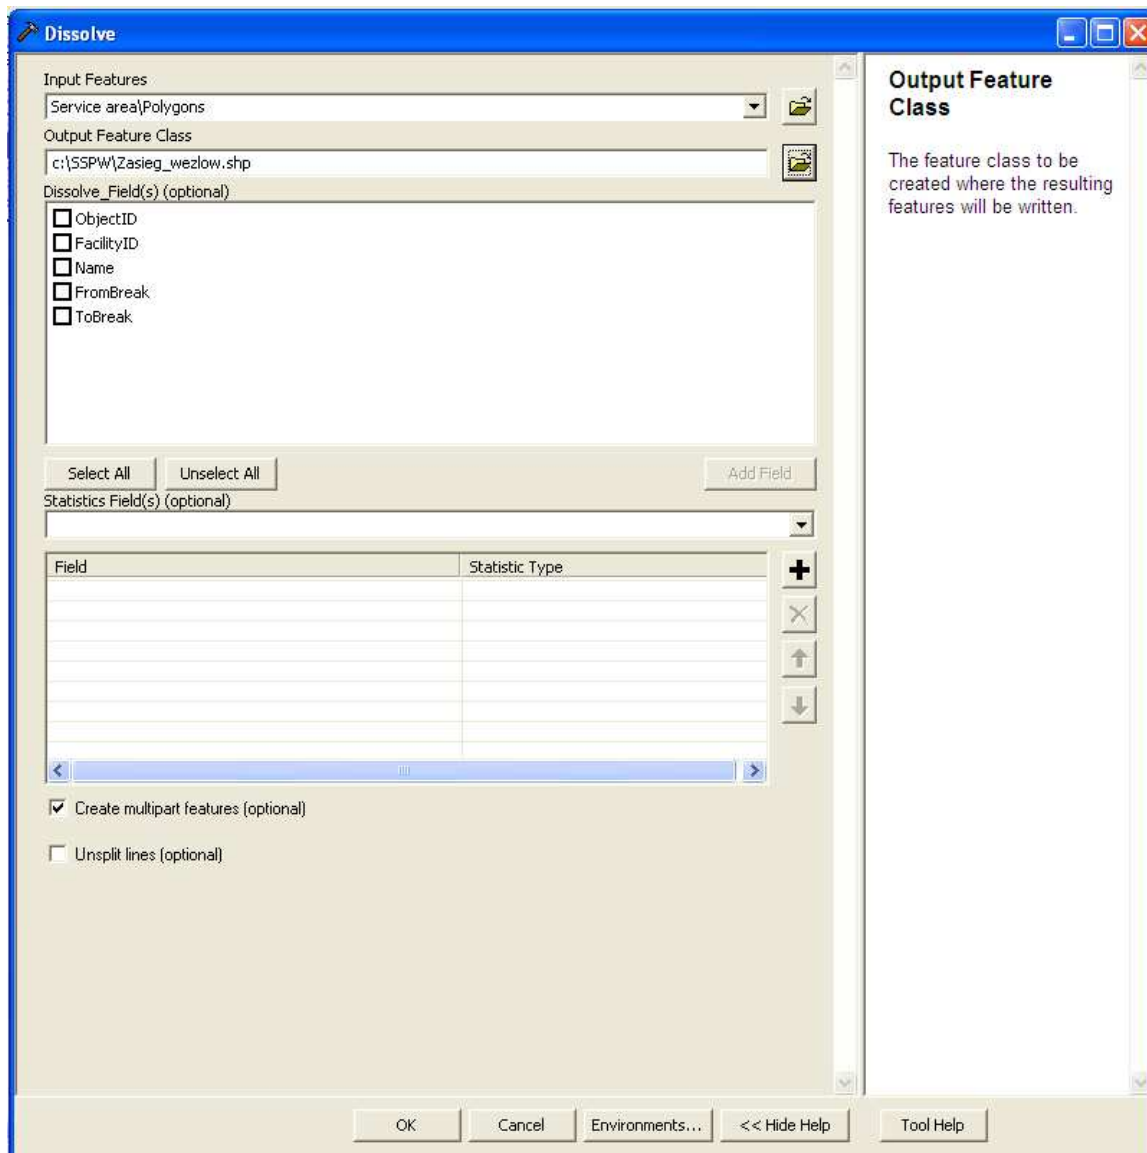 Dissolve
Input Features
Service area\Polygons
Output Feature Class
c:\SSPW\Zasieg_wezlow.shp
Dissolve_Field(s) (optional)
ObjectID
FacilityID
Name
FromBreak
ToBreak
Select All
Unselect All
Add Field
Statistics Field(s) (optional)
Field
Statistic Type
Create multipart features (optional)
Unsplit lines (optional)
Output Feature
Class
The feature class to be
created where the resulting
features will be written.
OK
Cancel
Environments...
<< Hide Help
Tool Help